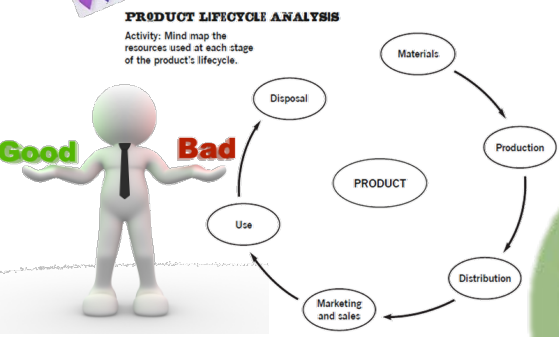 PRODUCT LIFECYCLE ANALYSIS
Activity: Mind map the
resources used at each stage
of the product's lifecycle.
Materials
Disposal
Good
Bad
Production
PRODUCT
Use
Distribution
Marketing
and sales